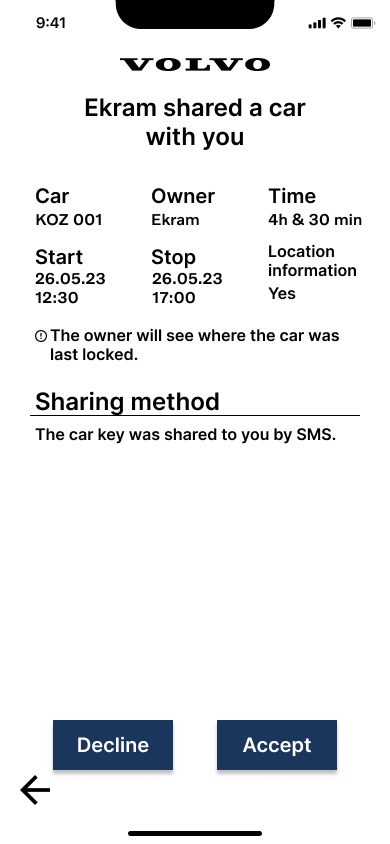 9:41
VOLVO
Ekram shared a car
with you
Car
KOZ 001
Owner
Ekram
Time
4h & 30 min
Start
26.05.23
12:30
Stop
26.05.23
17:00
Location
information
Yes
The owner will see where the car was
last locked.
Sharing method
The car key was shared to you by SMS.
Decline
Accept